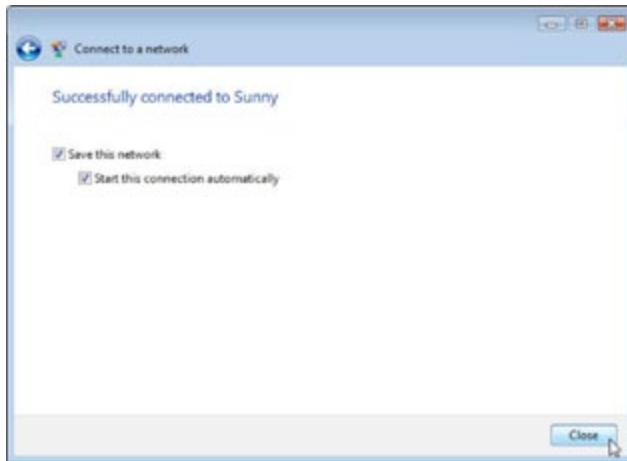 Connect to a network
Successfully connected to Sunny
Save this network
Start this connection automatically
Close